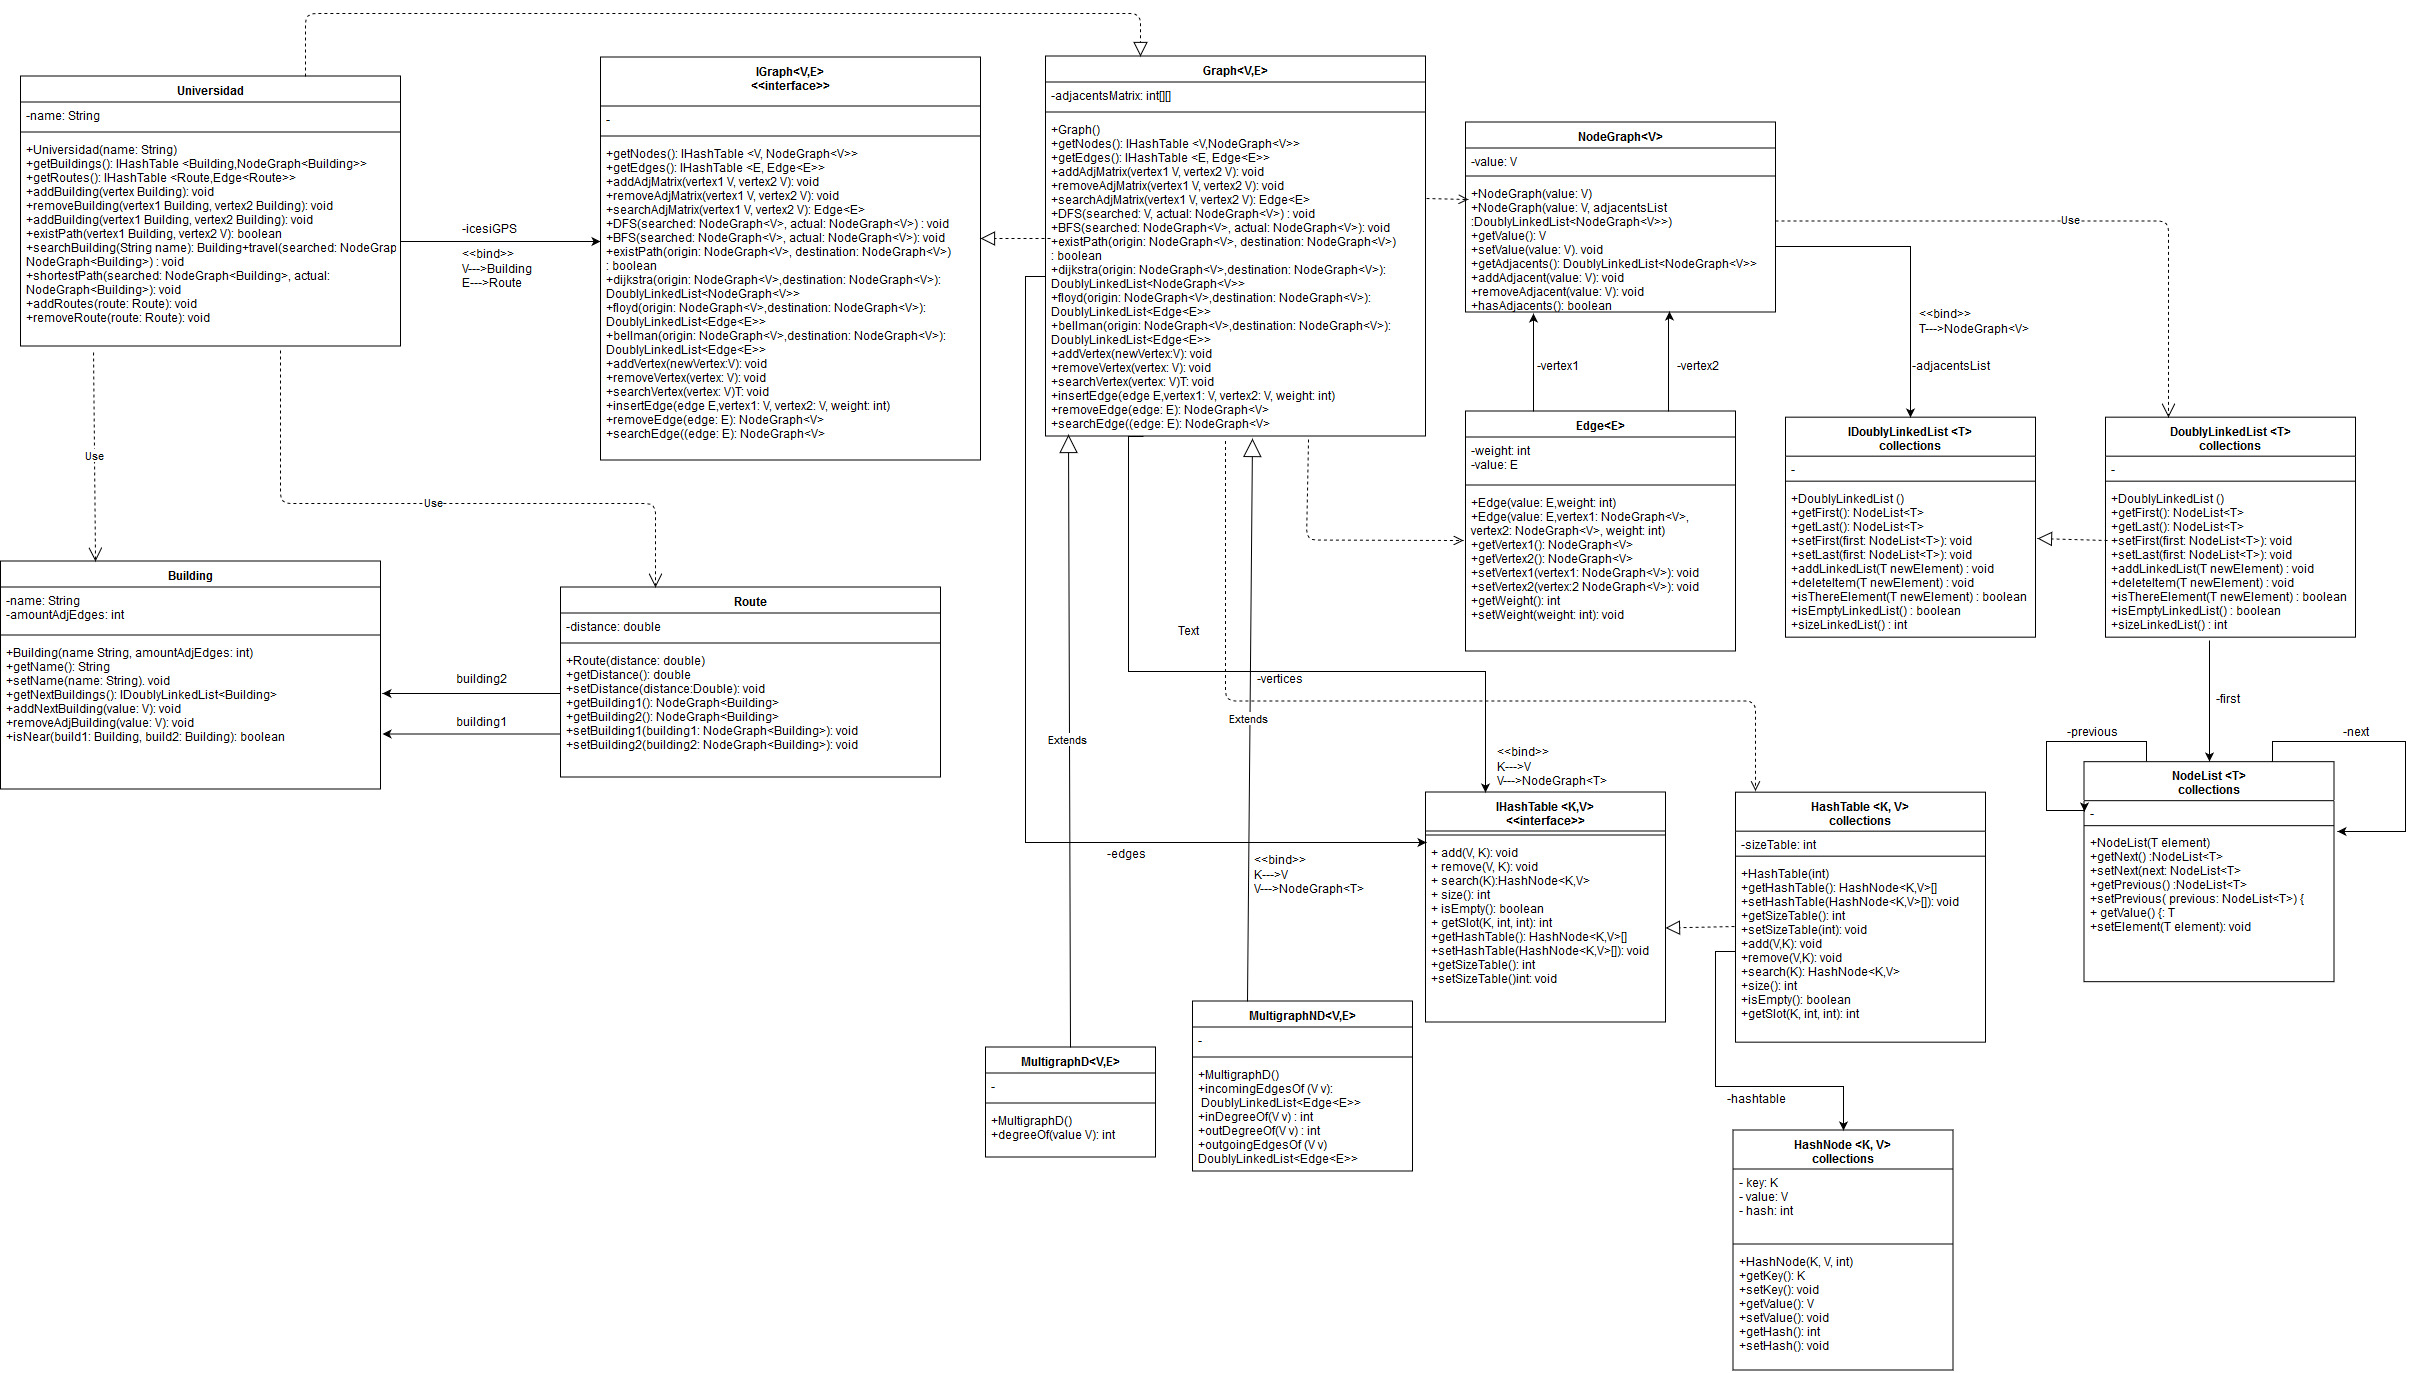 Universidad
-name: String
+Universidad(name: String)
+getBuildings(): IHashTable <Building,NodeGraph<Building>>
+getRoutes(): IHashTable <Route,Edge<Route>>
+addBuilding(vertex Building): void
+removeBuilding(vertex1 Building, vertex2 Building): void
+addBuilding(vertex1 Building, vertex2 Building): void
+existPath(vertex1 Building, vertex2 V): boolean
+searchBuilding(String name): Building+travel(searched: NodeGrap
NodeGraph<Building>) : void
+shortestPath(searched: NodeGraph<Building>, actual:
NodeGraph<Building>): void
+addRoutes(route: Route): void
+removeRoute(route: Route): void
-icesiGPS
<<bind>>
V--->Building
E--->Route
Use
Use
IGraph<V,E>
<<interface>>
-
+getNodes(): IHashTable <V, NodeGraph<V>>
+getEdges(): IHashTable <E, Edge<E>>
+addAdjMatrix(vertex1 V, vertex2 V): void
+removeAdjMatrix(vertex1 V, vertex2 V): void
+searchAdjMatrix(vertex1 V, vertex2 V): Edge<E>
+DFS(searched: NodeGraph<V>, actual: NodeGraph<V>) : void
+BFS(searched: NodeGraph<V>, actual: NodeGraph<V>): void
+existPath(origin: NodeGraph<V>, destination: NodeGraph<V>)
: boolean
+dijkstra(origin: NodeGraph<V>,destination: NodeGraph<V>):
DoublyLinkedList<NodeGraph<V>>
+floyd(origin: NodeGraph<V>,destination: NodeGraph<V>):
DoublyLinkedList<Edge<E>>
+bellman(origin: NodeGraph<V>,destination: NodeGraph<V>):
DoublyLinkedList<Edge<E>>
+addVertex(newVertex:V): void
+removeVertex(vertex: V): void
+searchVertex(vertex: V)T: void
+insertEdge(edge E,vertex1: V, vertex2: V, weight: int)
+removeEdge(edge: E): NodeGraph<V>
+searchEdge((edge: E): NodeGraph<V>
Graph<V,E>
-adjacentsMatrix: int[][]
+Graph()
+getNodes(): IHashTable <V,NodeGraph<V>>
+getEdges(): IHashTable <E, Edge<E>>
+addAdjMatrix(vertex1 V, vertex2 V): void
+removeAdjMatrix(vertex1 V, vertex2 V): void
+searchAdjMatrix(vertex1 V, vertex2 V): Edge<E>
+DFS(searched: V, actual: NodeGraph<V>) : void
+BFS(searched: NodeGraph<V>, actual: NodeGraph<V>): void
+existPath(origin: NodeGraph<V>, destination: NodeGraph<V>)
: boolean
+dijkstra(origin: NodeGraph<V>,destination: NodeGraph<V>):
DoublyLinkedList<NodeGraph<V>>
+floyd(origin: NodeGraph<V>,destination: NodeGraph<V>):
DoublyLinkedList<Edge<E>>
+bellman(origin: NodeGraph<V>,destination: NodeGraph<V>):
DoublyLinkedList<Edge<E>>
+addVertex(newVertex:V): void
+removeVertex(vertex: V): void
+searchVertex(vertex: V)T: void
+insertEdge(edge E,vertex1: V, vertex2: V, weight: int)
+removeEdge(edge: E): NodeGraph<V>
+searchEdge((edge: E): NodeGraph<V>
NodeGraph<V>
-value: V
+NodeGraph(value: V)
+NodeGraph(value: V, adjacentsList
:DoublyLinkedList<NodeGraph<V>>)
+getValue(): V
+setValue(value: V). void
+getAdjacents(): DoublyLinkedList<NodeGraph<V>>
+addAdjacent(value: V): void
+removeAdjacent(value: V): void
+hasAdjacents(): boolean
Use
<<bind>>
T--->NodeGraph<V>
-adjacentsList
-vertex1
-vertex2
Edge<E>
-weight: int
-value: E
+Edge(value: E,weight: int)
+Edge(value: E,vertex1: NodeGraph<V>,
vertex2: NodeGraph<V>, weight: int)
+getVertex1(): NodeGraph<V>
+getVertex2(): NodeGraph<V>
+setVertex1(vertex1: NodeGraph<V>): void
+setVertex2(vertex:2 NodeGraph<V>): void
+getWeight(): int
+setWeight(weight: int): void
IDoublyLinkedList <T>
collections
-
+DoublyLinkedList ()
+getFirst(): NodeList<T>
+getLast(): NodeList<T>
+setFirst(first: NodeList<T>): void
+setLast(first: NodeList<T>): void
+addLinkedList(T newElement) : void
+deleteItem(T newElement) : void
+isThereElement(T newElement) : boolean
+isEmptyLinkedList() : boolean
+sizeLinkedList() : int
DoublyLinkedList <T>
collections
-
+DoublyLinkedList ()
+getFirst(): NodeList<T>
+getLast(): NodeList<T>
+setFirst(first: NodeList<T>): void
+setLast(first: NodeList<T>): void
+addLinkedList(T newElement) : void
+deleteItem(T newElement) : void
+isThereElement(T newElement) : boolean
+isEmptyLinkedList() : boolean
+sizeLinkedList() : int
Building
-name: String
-amountAdjEdges: int
+Building(name String, amountAdjEdges: int)
+getName(): String
+setName(name: String). void
+getNextBuildings(): IDoublyLinkedList<Building>
+addNextBuilding(value: V): void
+removeAdjBuilding(value: V): void
+isNear(build1: Building, build2: Building): boolean
building2
building1
Route
-distance: double
+Route(distance: double)
+getDistance(): double
+setDistance(distance:Double): void
+getBuilding1(): NodeGraph<Building>
+getBuilding2(): NodeGraph<Building>
+setBuilding1(building1: NodeGraph<Building>): void
+setBuilding2(building2: NodeGraph<Building>): void
Text
-vertices
Extends
Extends
<<bind>>
K--->V
V--->NodeGraph<T>
-edges
<<bind>>
K--->V
V--->NodeGraph<T>
-first
-previous
-next
NodeList <T>
collections
-
+NodeList(T element)
+getNext() :NodeList<T>
+setNext(next: NodeList<T>
+getPrevious() :NodeList<T>
+setPrevious( previous: NodeList<T>) {
+ getValue() {: T
+setElement(T element): void
IHashTable <K,V>
<<interface>>
+ add(V, K): void
+ remove(V, K): void
+ search(K):HashNode<K,V>
+ size(): int
+ isEmpty(): boolean
+ getSlot(K, int, int): int
+getHashTable(): HashNode<K,V>[]
+setHashTable(HashNode<K,V>[]): void
+getSizeTable(): int
+setSizeTable()int: void
HashTable <K, V>
collections
-sizeTable: int
+HashTable(int)
+getHashTable(): HashNode<K,V>[]
+setHashTable(HashNode<K,V>[]): void
+getSizeTable(): int
+setSizeTable(int): void
+add(V,K): void
+remove(V,K): void
+search(K): HashNode<K,V>
+size(): int
+isEmpty(): boolean
+getSlot(K, int, int): int
MultigraphD<V,E>
-
+MultigraphD()
+degreeOf(value V): int
MultigraphND<V,E>
-
+MultigraphD()
+incomingEdgesOf (V v):
DoublyLinkedList<Edge<E>>
+inDegreeOf(V v) : int
+outDegreeOf(V v) : int
+outgoingEdgesOf (V v)
DoublyLinkedList<Edge<E>>
-hashtable
HashNode <K, V>
collections
- key: K
- value: V
- hash: int
+HashNode(K, V, int)
+getKey(): K
+setKey(): void
+getValue(): V
+setValue(): void
+getHash(): int
+setHash(): void